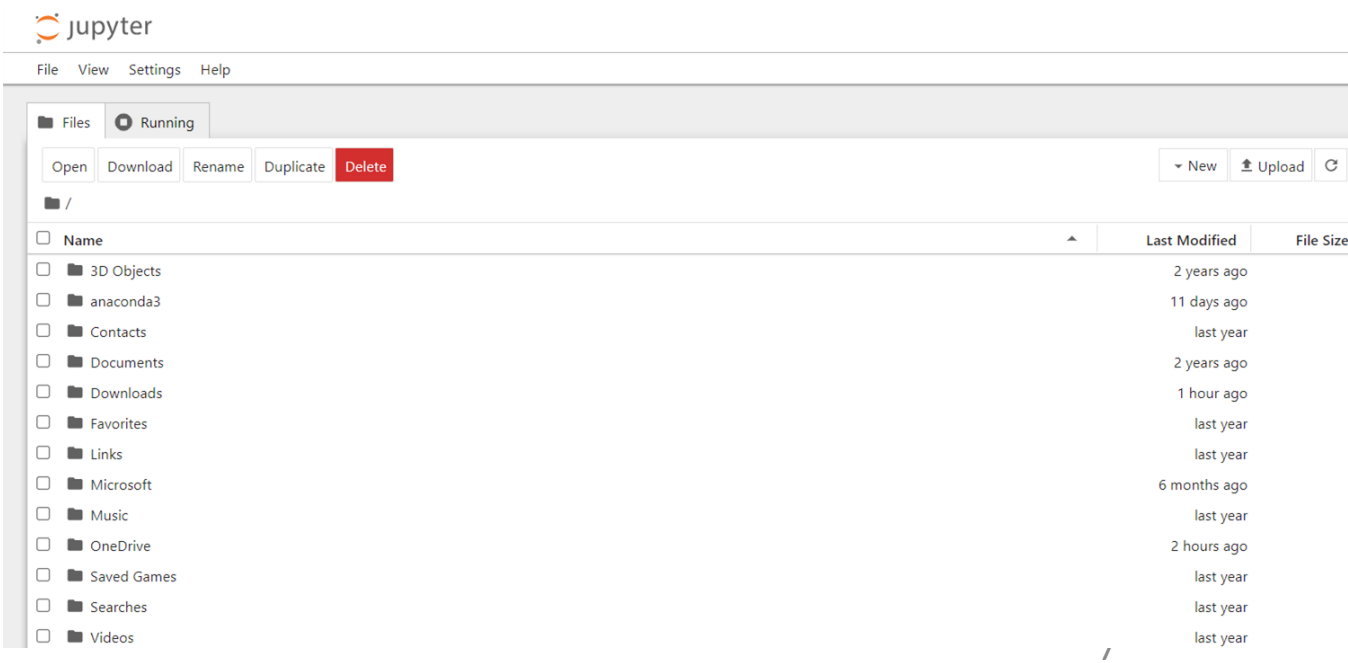 jupyter
File View Settings Help
Files Running
Open Download Rename Duplicate Delete New Upload
/
Name Last Modified File Size
3D Objects 2 years ago
anaconda3 11 days ago
Contacts last year
Documents 2 years ago
Downloads 1 hour ago
Favorites last year
Links last year
Microsoft 6 months ago
Music last year
OneDrive 2 hours ago
Saved Games last year
Searches last year
Videos last year